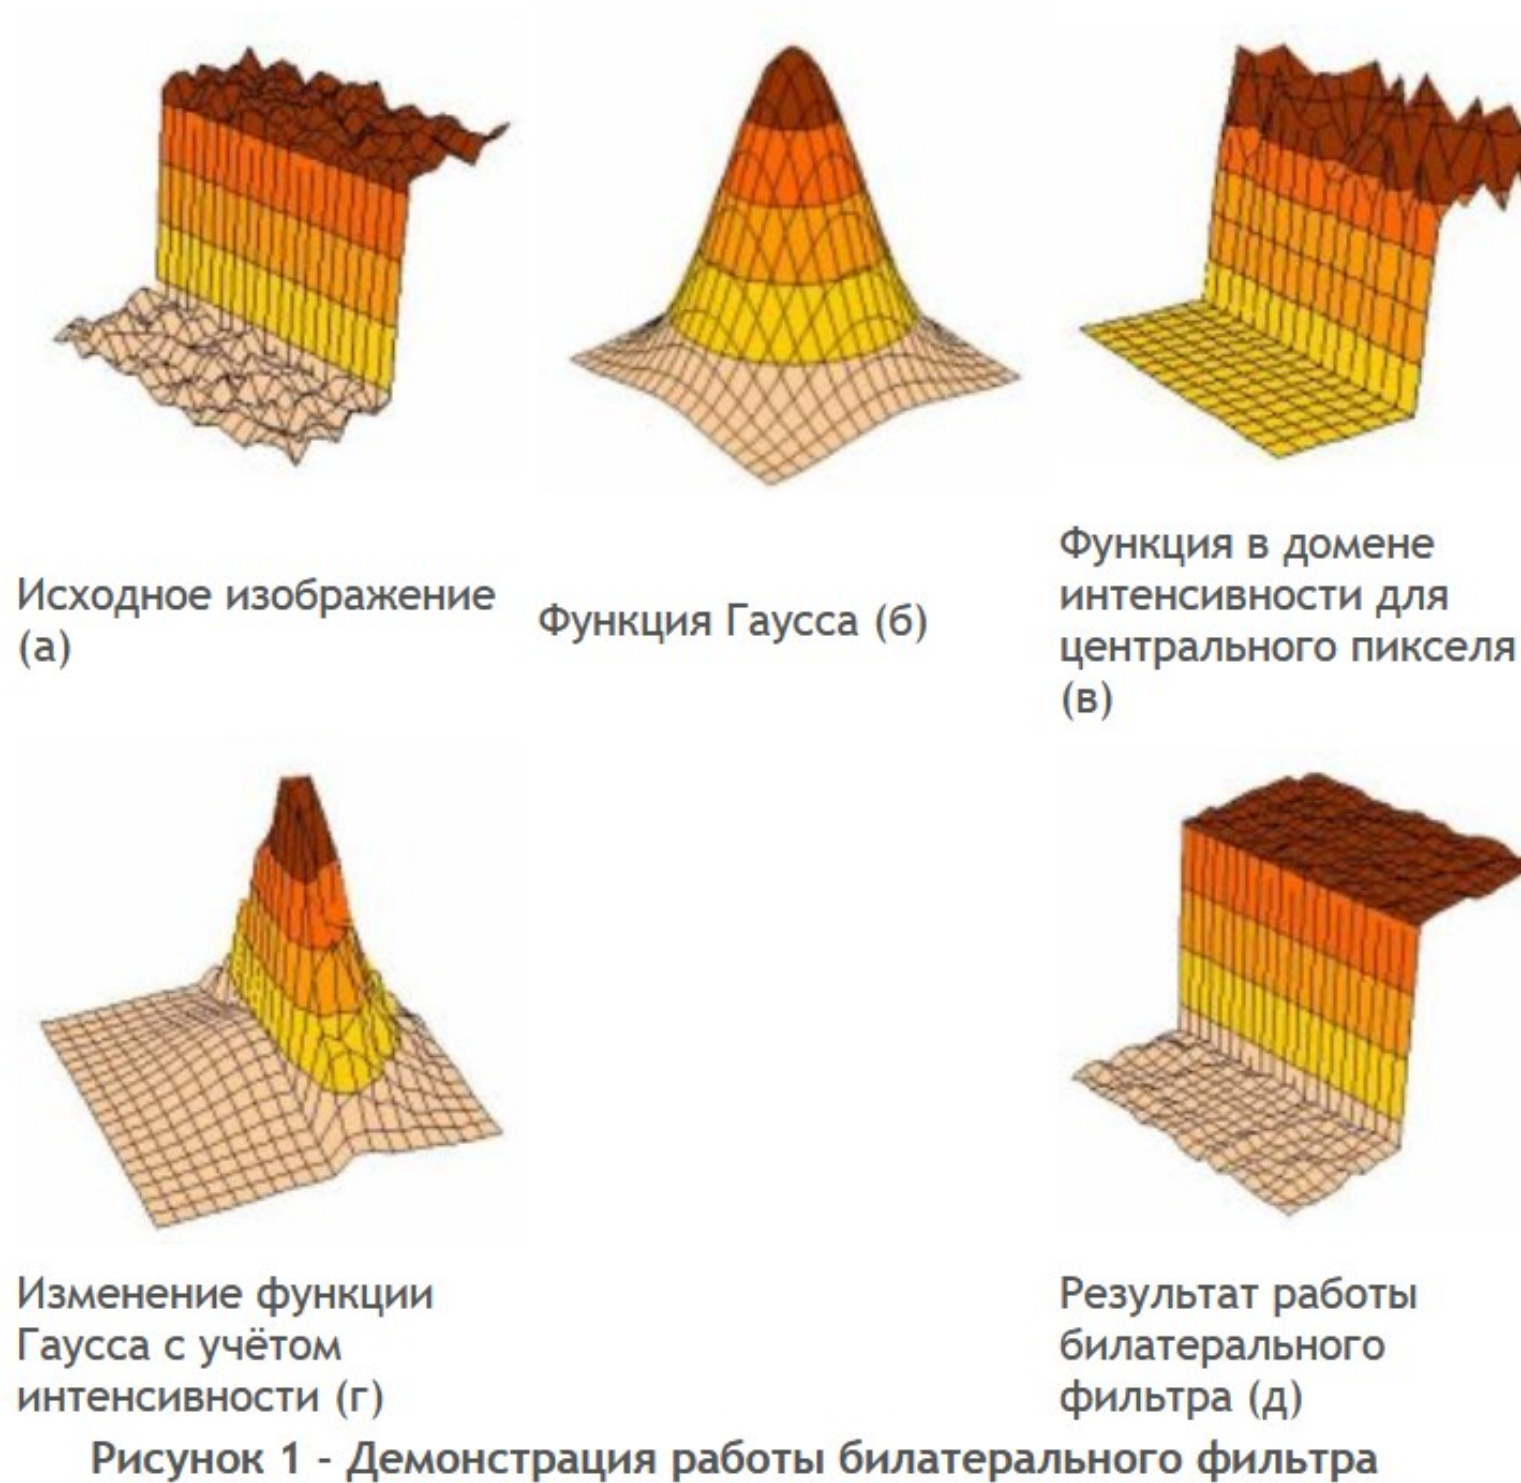 Исходное изображение
(а)
Функция Гаусса (б)
Функция в домене
интенсивности для
центрального пикселя
(в)
Изменение функции
Гаусса с учётом
интенсивности (г)
Результат работы
билатерального
фильтра (д)
Рисунок 1 - Демонстрация работы билатерального фильтра